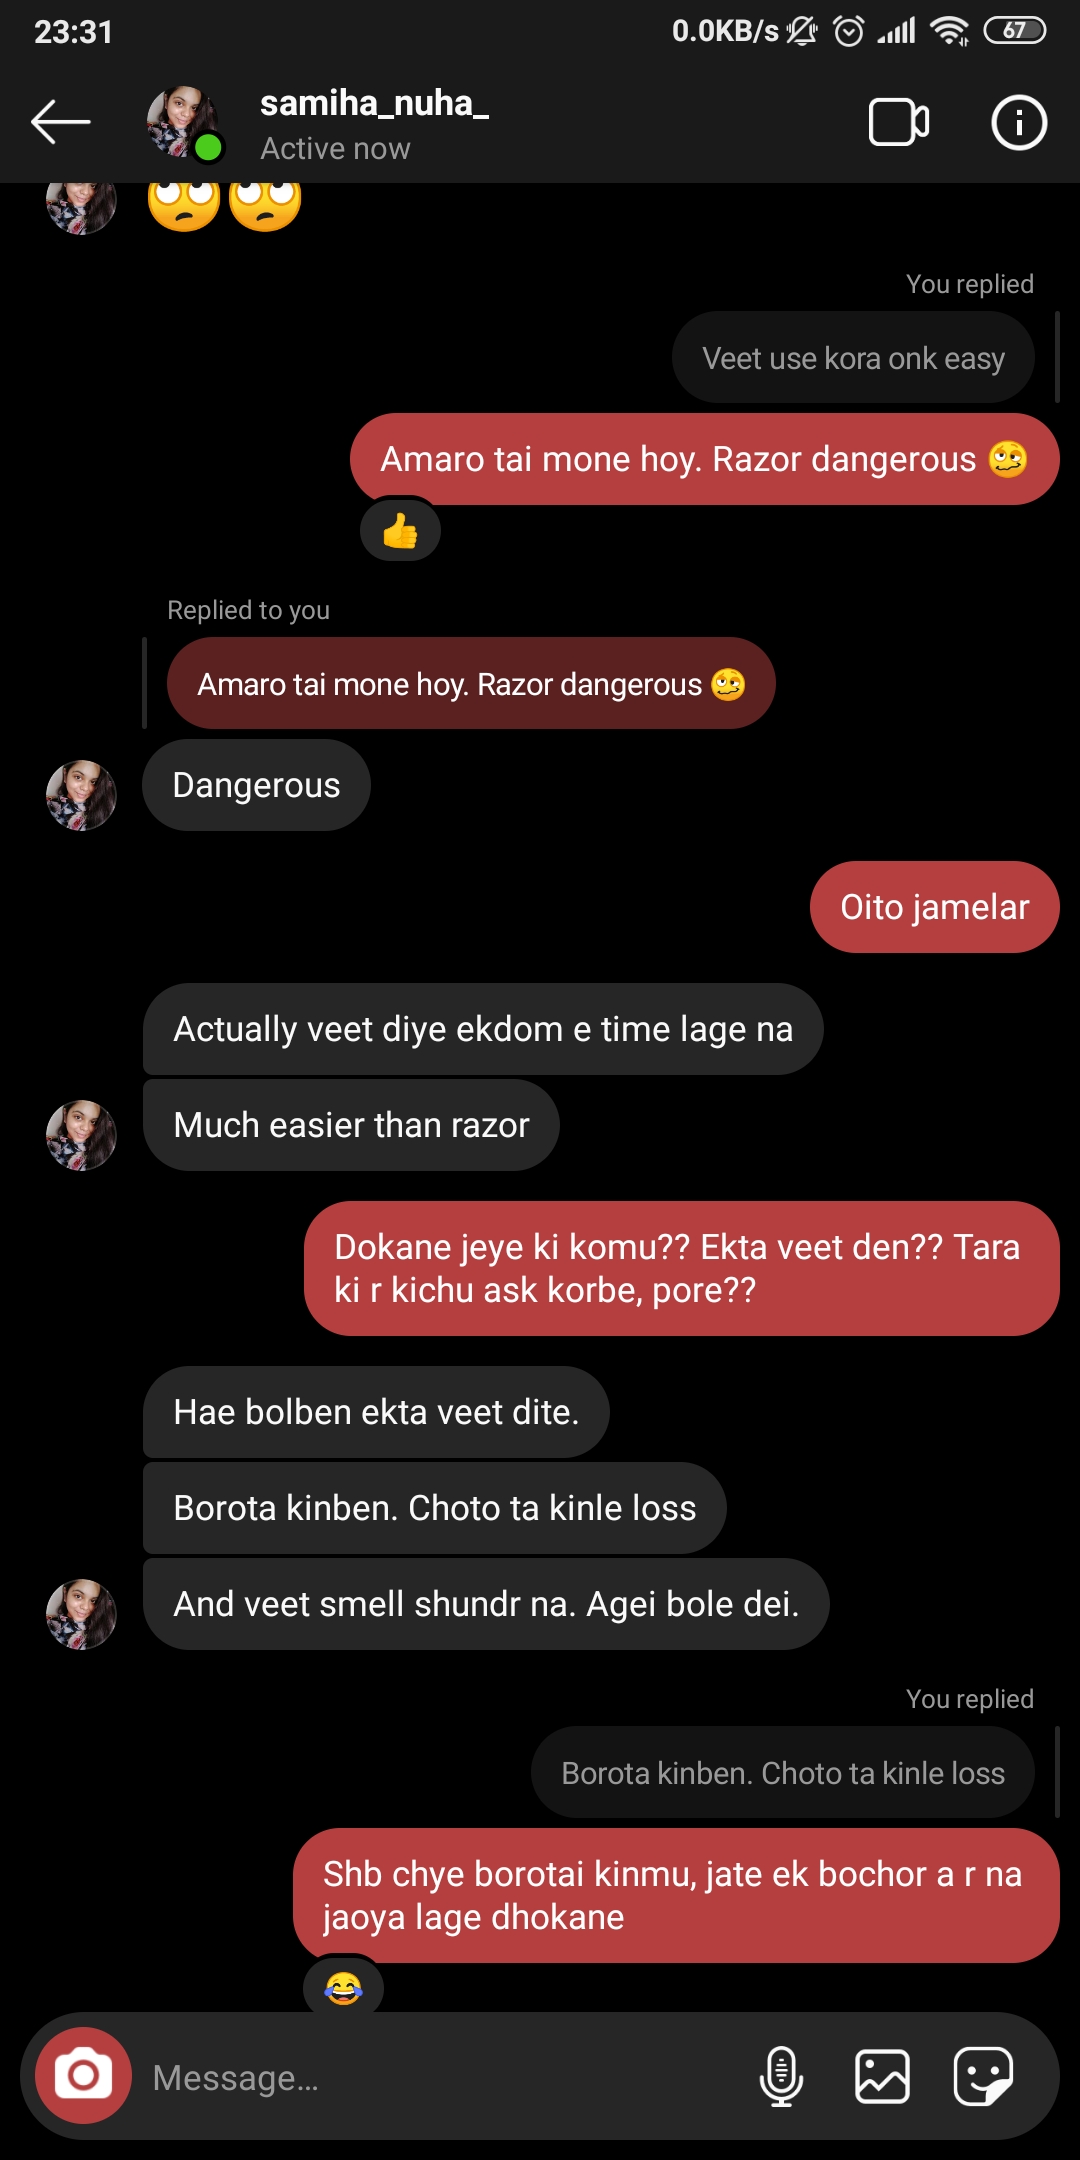 23:31
0.0KB/s
67
samiha_nuha_
Active now
🙄🙄
You replied
Veet use kora onk easy
Amaro tai mone hoy. Razor dangerous 🥴
👍
Replied to you
Amaro tai mone hoy. Razor dangerous 🥴
Dangerous
Oito jamelar
Actually veet diye ekdom e time lage na
Much easier than razor
Dokane jeye ki komu?? Ekta veet den?? Tara
ki r kichu ask korbe, pore??
Hae bolben ekta veet dite.
Borota kinben. Choto ta kinle loss
And veet smell shundr na. Agei bole dei.
You replied
Borota kinben. Choto ta kinle loss
Shb chye borotai kinmu, jate ek bochor a r na
jaoya lage dhokane
😂
Message...